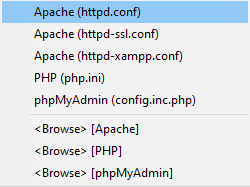 Apache (httpd.conf)
Apache (httpd-ssl.conf)
Apache (httpd-xampp.conf)
PHP (php.ini)
phpMyAdmin (config.inc.php)
<Browse> [Apache]
<Browse> [PHP]
<Browse> [phpMyAdmin]